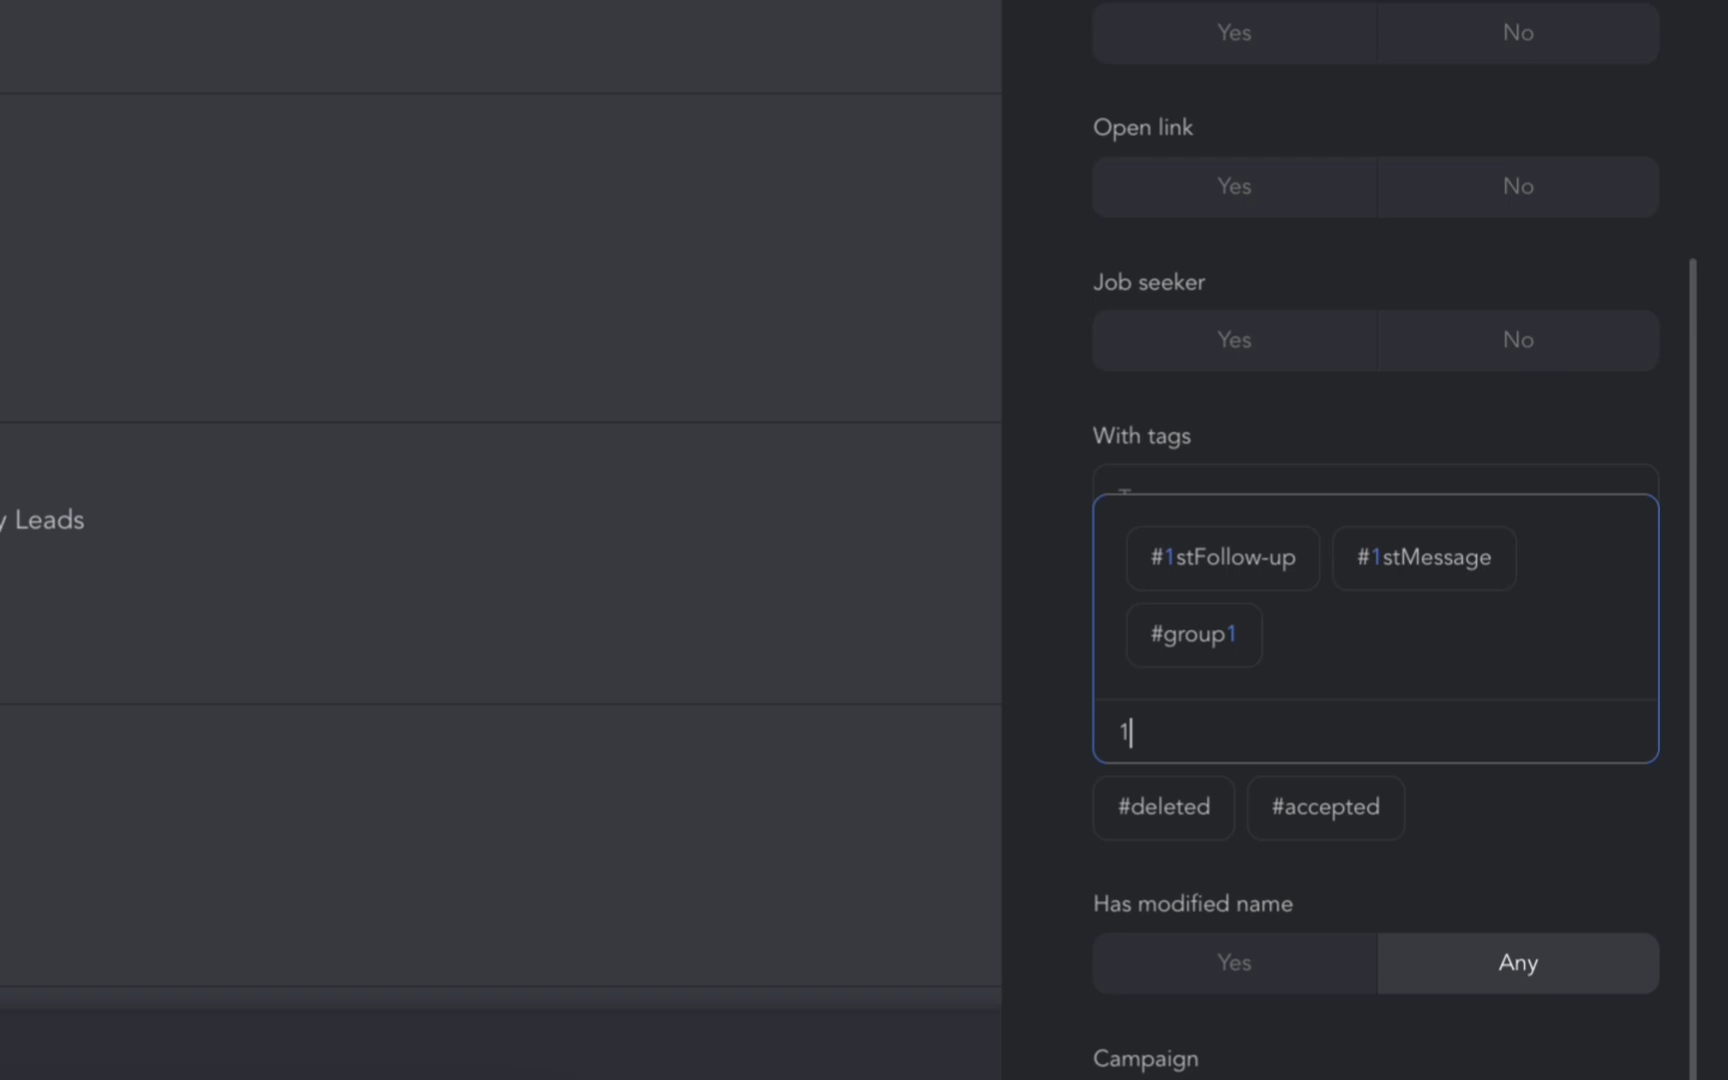 Yes No
Open link
Yes No
Job seeker
Yes No
With tags
y Leads
#1stFollow-up #1stMessage
#group1
1
#deleted #accepted
Has modified name
Yes Any
Campaign